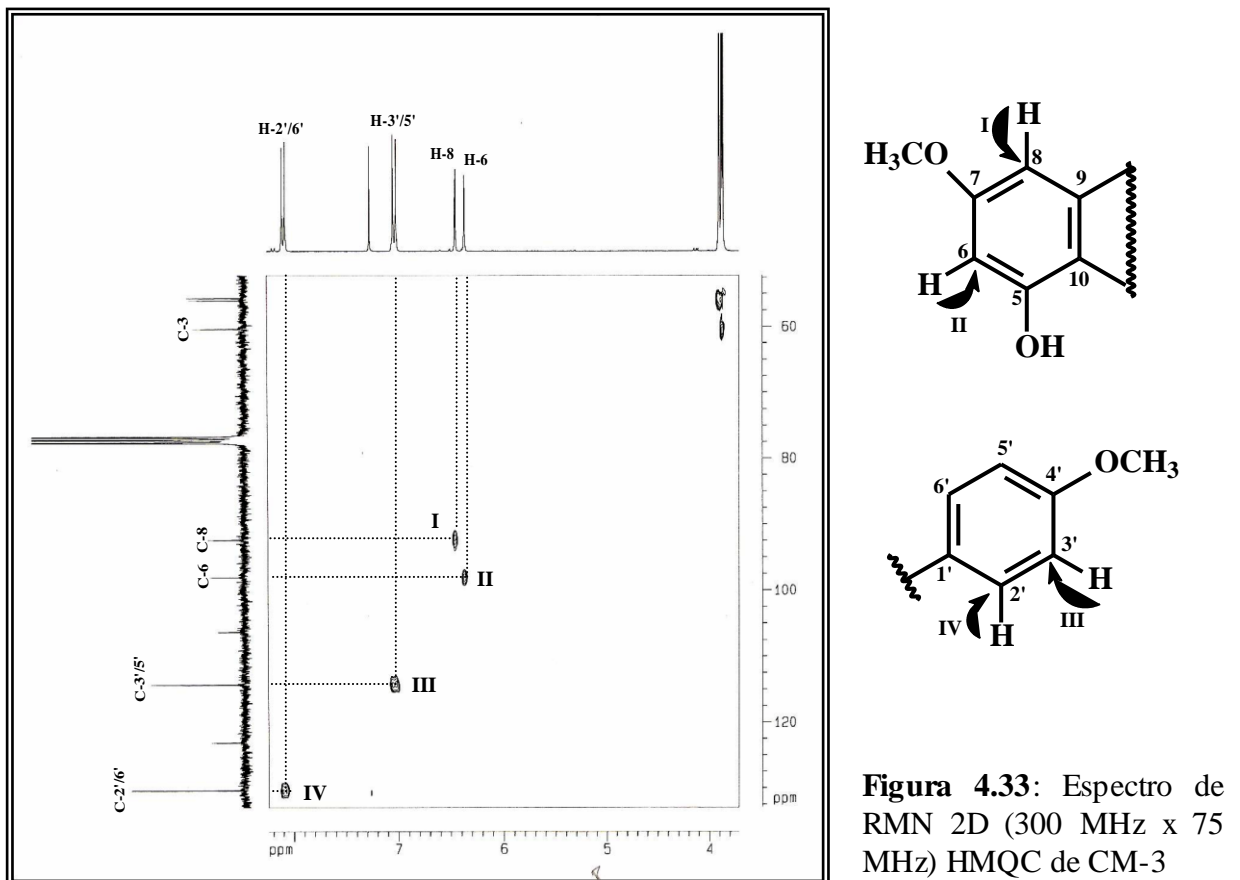 H-2'/6'
H-3'/5'
H-8
H-6
C-3
C-8
C-6
C-3'/5'
C-2'/6'
I
II
III
IV
60
80
100
120
ppm
ppm
7
6
5
4
H
I
H₃CO
8
7
9
6
10
H
5
II
OH
5'
OCH₃
4'
6'
3'
1'
H
2'
IV
H
III
Figura 4.33: Espectro de
RMN 2D (300 MHz x 75
MHz) HMQC de CM-3